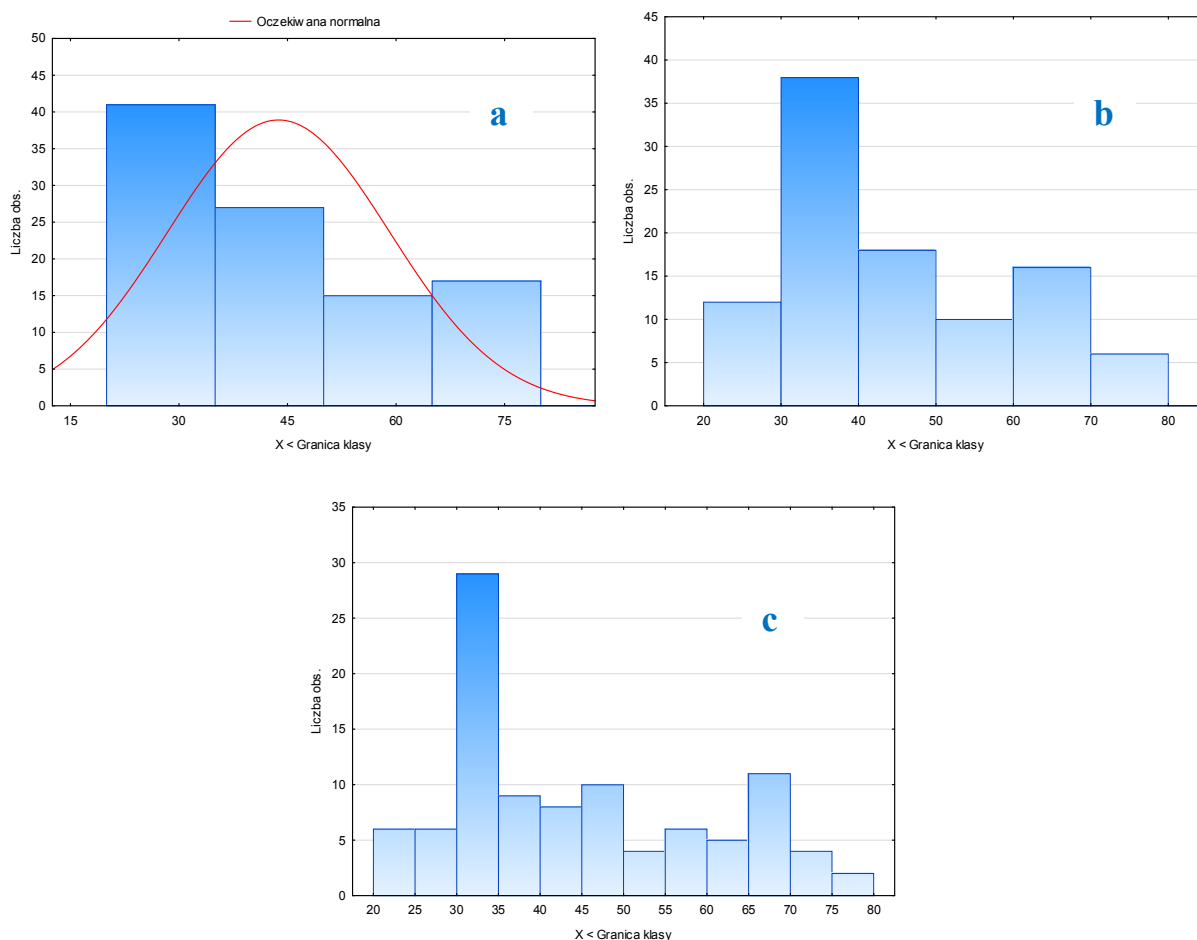 Oczekiwana normalna
50
45
40
35
30
25
20
15
10
5
0
Liczba obs.
a
15 30 45 60 75
X < Granica klasy
45
40
35
30
25
20
15
10
5
0
Liczba obs.
b
20 30 40 50 60 70 80
X < Granica klasy
35
30
25
20
15
10
5
0
Liczba obs.
c
20 25 30 35 40 45 50 55 60 65 70 75 80
X < Granica klasy